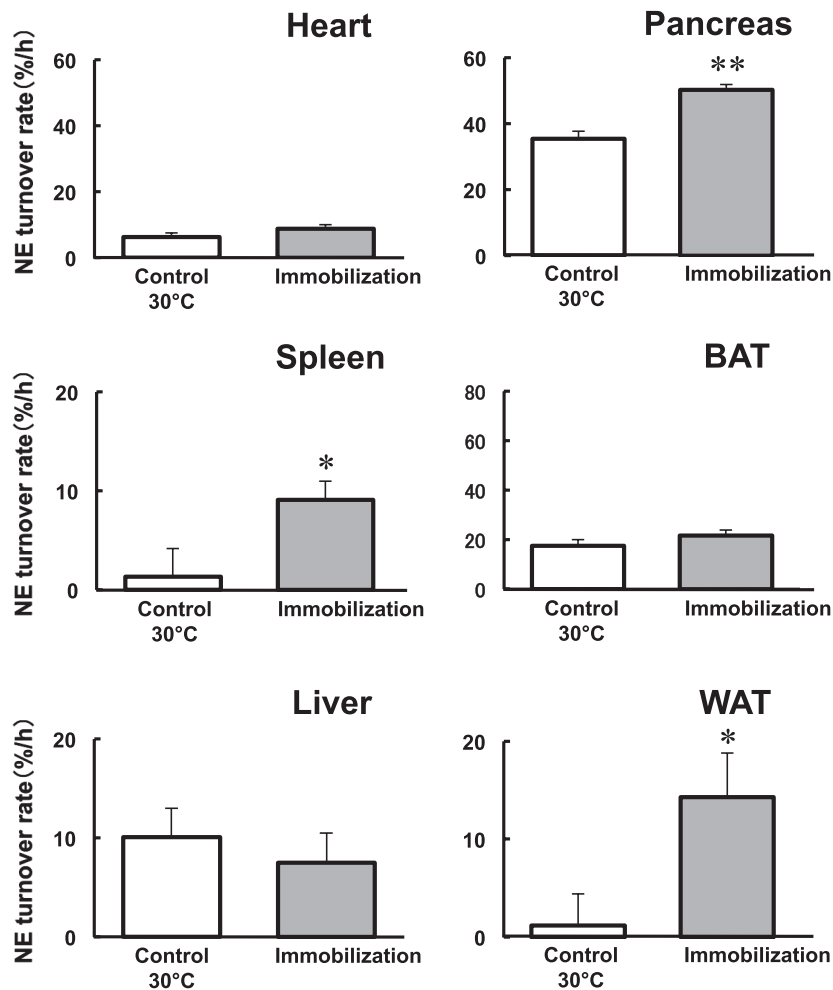 Heart
NE turnover rate(%/h)
60
40
20
0
Control
30°C
Immobilization
Pancreas
**
60
40
20
0
Control
30°C
Immobilization
Spleen
NE turnover rate(%/h)
20
10
0
*
Control
30°C
Immobilization
BAT
80
60
40
20
0
Control
30°C
Immobilization
Liver
NE turnover rate(%/h)
20
10
0
Control
30°C
Immobilization
WAT
*
20
10
0
Control
30°C
Immobilization